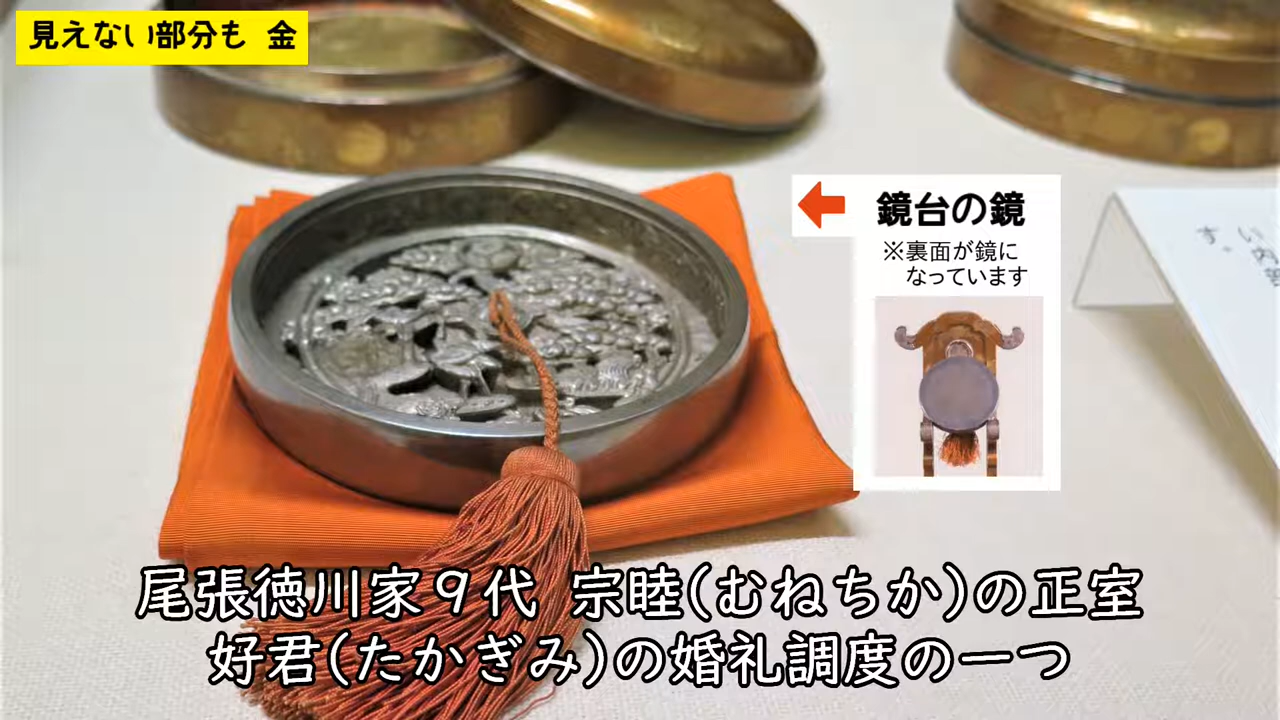 見えない部分も 金
鏡台の鏡
※裏面が鏡に
なっています
尾張徳川家9代 宗睦(むねちか)の正室
好君(たかぎみ)の婚礼調度の一つ